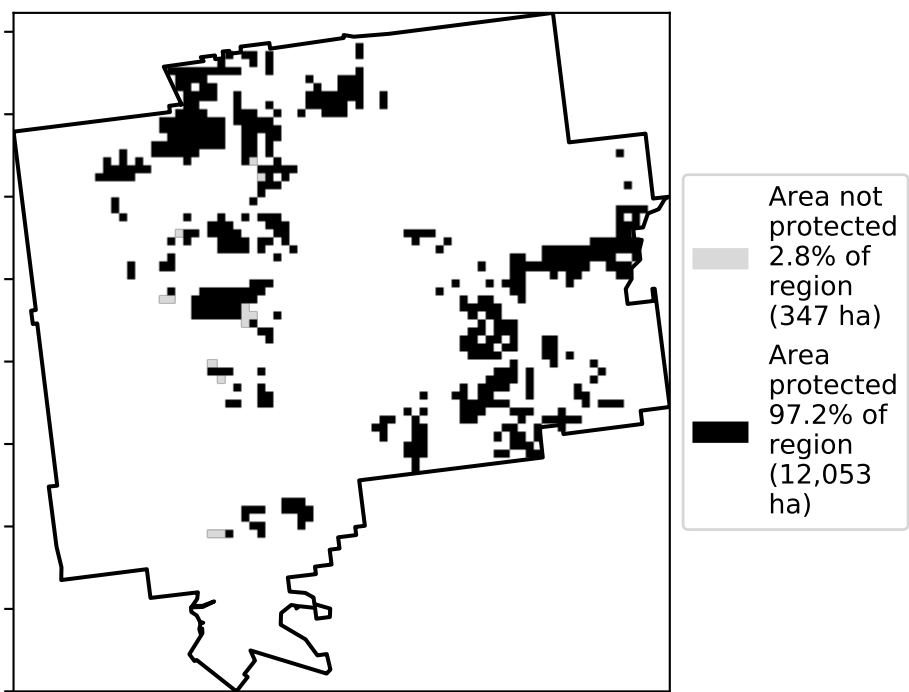 Area not
protected
2.8% of
region
(347 ha)
Area
protected
97.2% of
region
(12,053
ha)